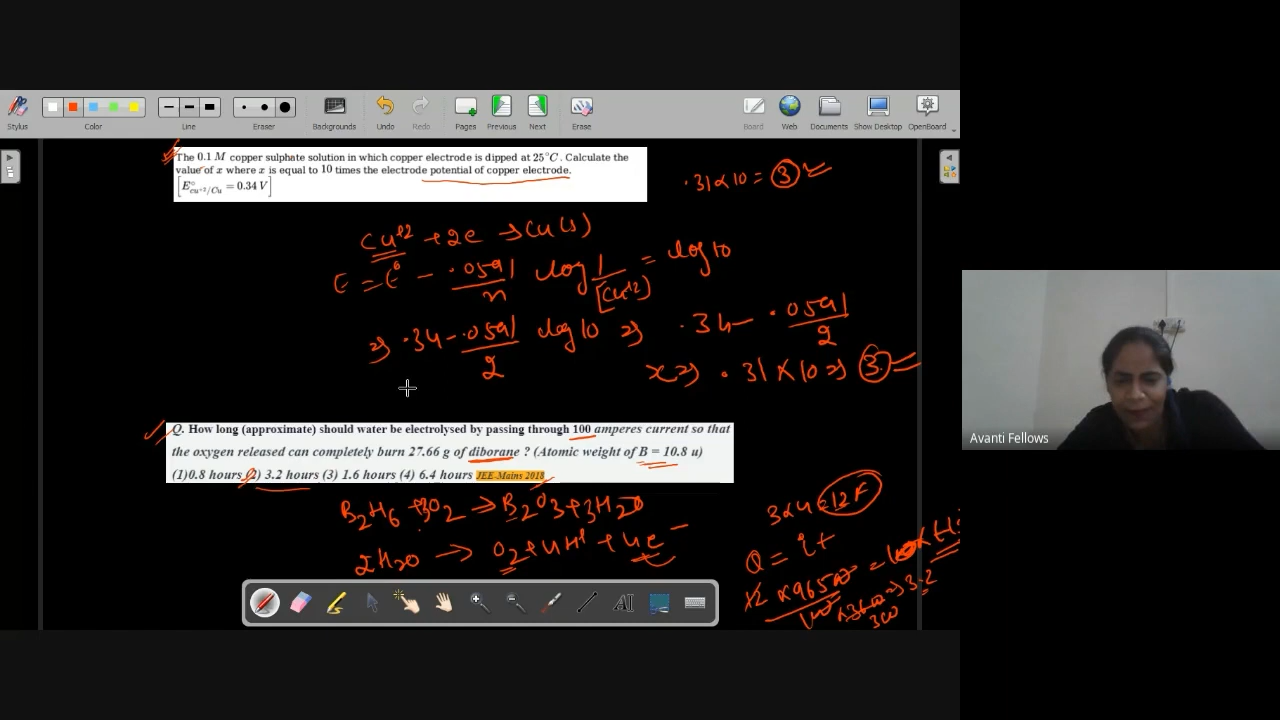 Stylus Color Line Eraser Backgrounds Undo Redo Pages Previous Next Erase Board Web Documents Show Desktop OpenBoard
The 0.1 M copper sulphate solution in which copper electrode is dipped at 25°C. Calculate the
value of x where x is equal to 10 times the electrode potential of copper electrode.
[E°cu+2/Cu = 0.34 V]
.31 x 10 = 3
Cu+2 + 2e → Cu(s)
E = E° - .0591/n log 1/[Cu+2] = log 10
⇒ .34 - .0591/2 log 10 ⇒ .34 - .0591/2
x ⇒ .31 x 10 ⇒ 3
Q. How long (approximate) should water be electrolysed by passing through 100 amperes current so that
the oxygen released can completely burn 27.66 g of diborane ? (Atomic weight of B = 10.8 u)
(1)0.8 hours (2) 3.2 hours (3) 1.6 hours (4) 6.4 hours JEE-Mains 2018
B2H6 + 3O2 → B2O3 + 3H2O
3 x 4 = 12 F
2H2O → O2 + 4H+ + 4e-
Q = it
12 x 965
⇒ 3.2
Avanti Fellows